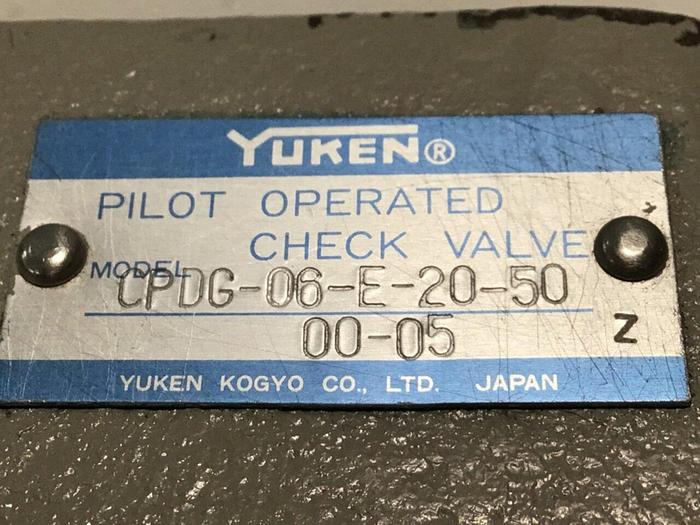 YUKEN®
PILOT OPERATED
CHECK VALVE
MODEL CPDG-06-E-20-50
00-05 Z
YUKEN KOGYO CO., LTD. JAPAN